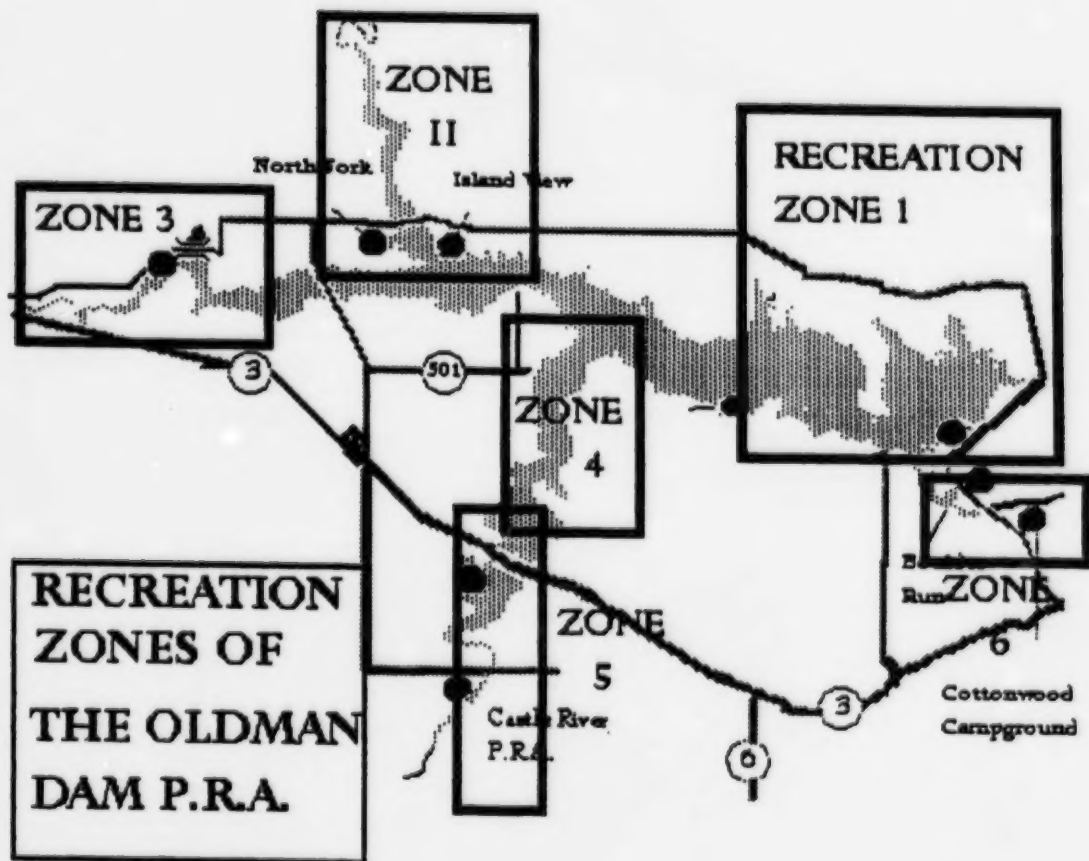 ZONE
II
North Fork
Island View
RECREATION
ZONE 1
ZONE 3
3
501
ZONE
4
RECREATION
ZONES OF
THE OLDMAN
DAM P.R.A.
ZONE
5
Castle River
P.R.A.
Run
ZONE
6
Cottonwood
Campground
3
6